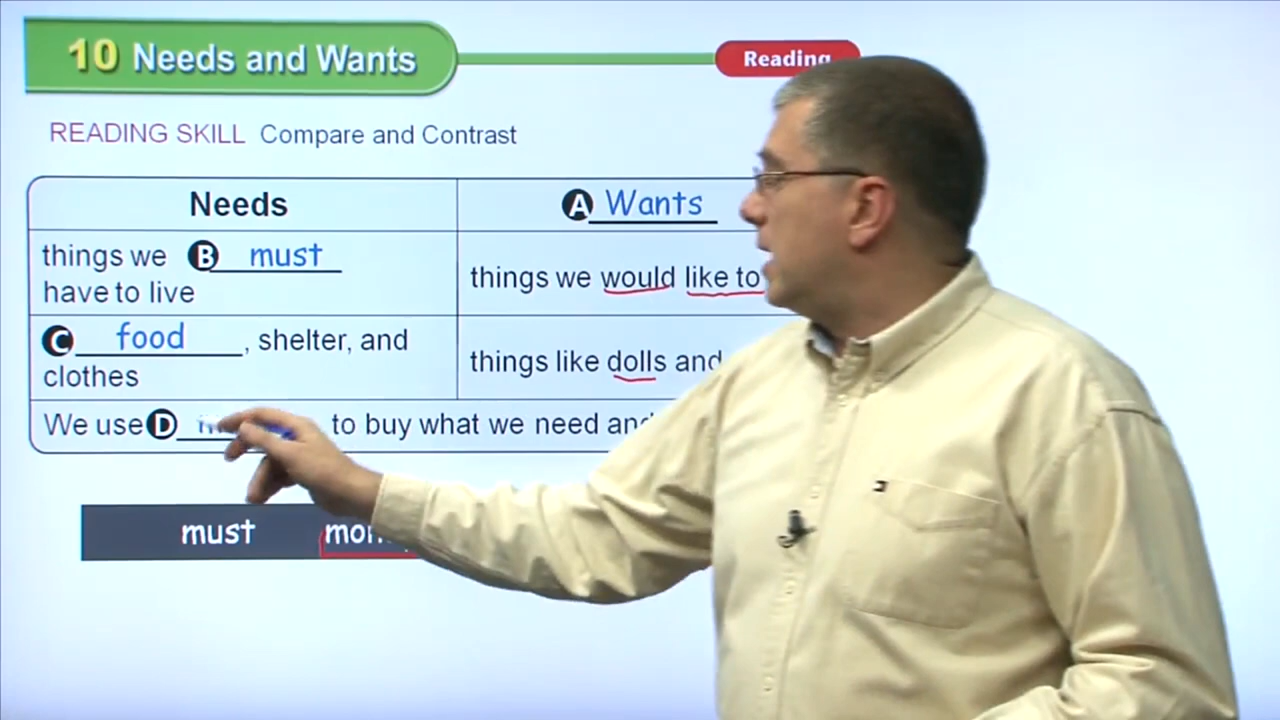 10 Needs and Wants
Reading
READING SKILL Compare and Contrast
Needs
A Wants
things we B must
have to live
things we would like to
C food, shelter, and
clothes
things like dolls and
We use D to buy what we need and
must